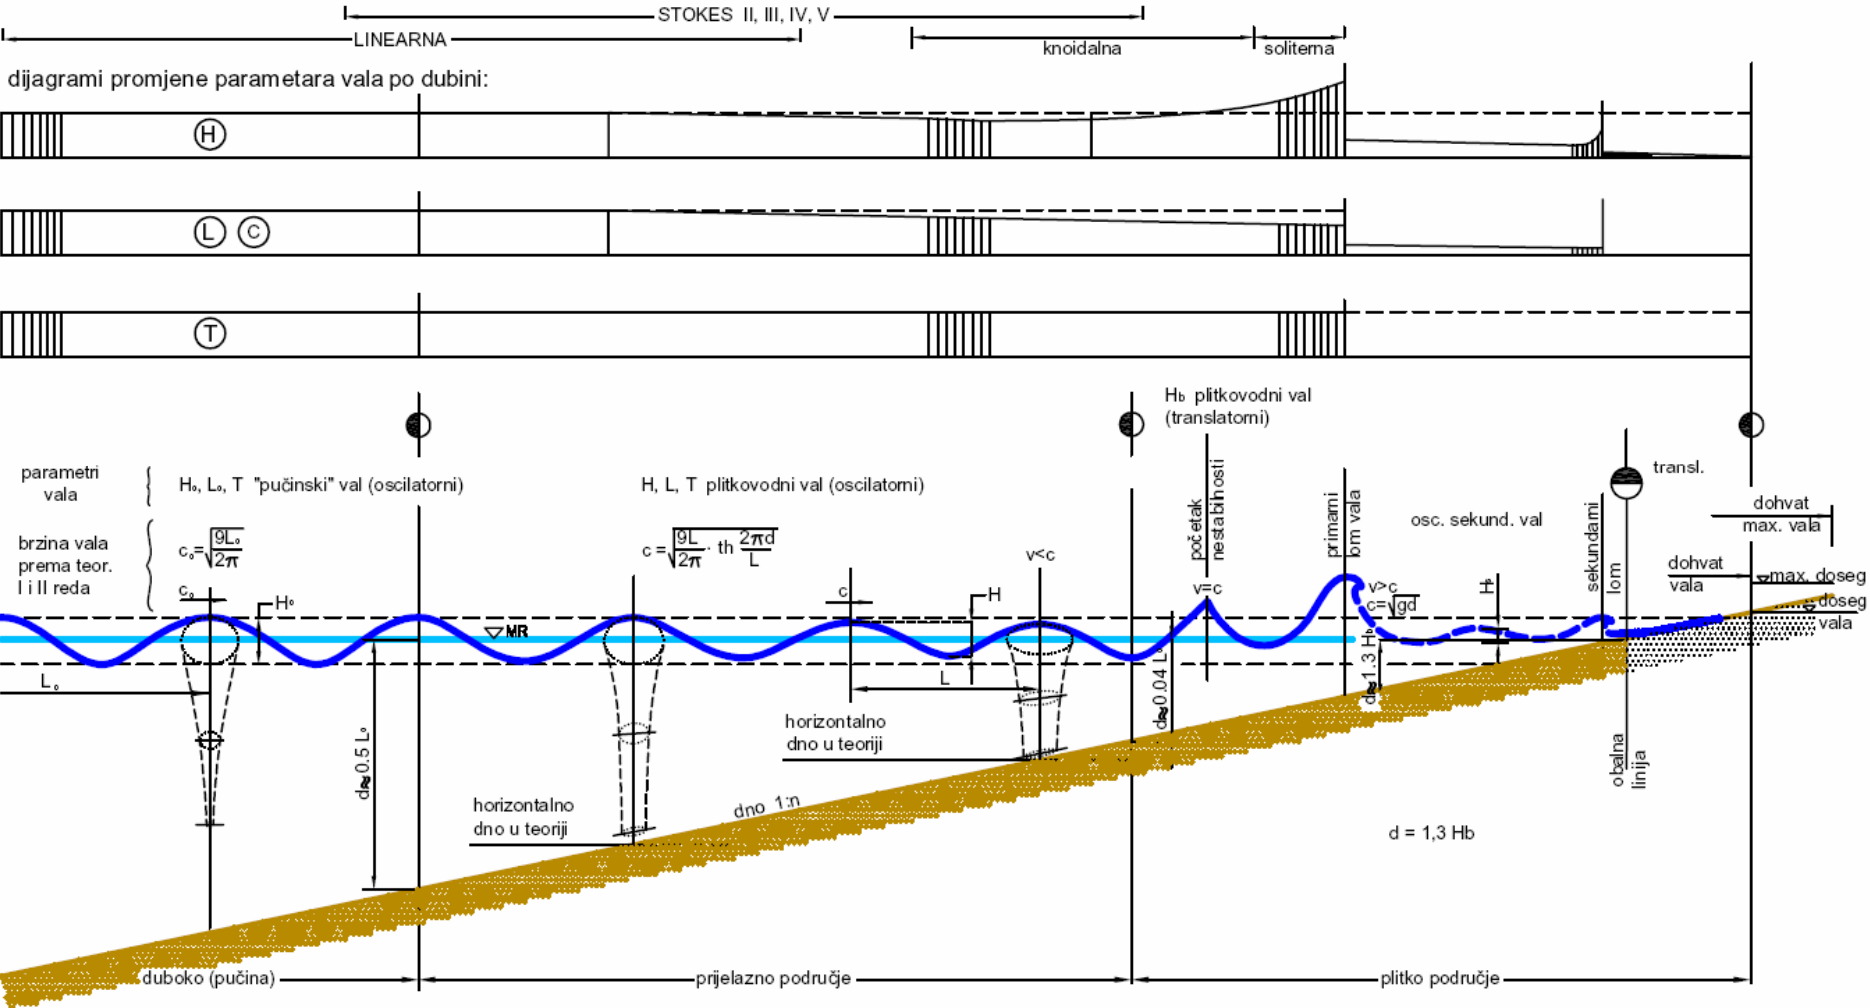 STOKES II, III, IV, V
LINEARNA
knoidalna
soliterna
dijagrami promjene parametara vala po dubini:
H
L C
T
Hb plitkovodni val
(translatorni)
parametri
vala
H₀, L₀, T "pučinski" val (oscilatorni)
H, L, T plitkovodni val (oscilatorni)
početak
nestabilnosti
primarni
lom vala
osc. sekund. val
sekundarni
lom
transl.
dohvat
max. vala
brzina vala
prema teor.
I i II reda
c₀=√9L₀/2π
c=√9L/2π · th 2πd/L
v<c
v=c
v>c
c=√gd
dohvat
vala
max. doseg
doseg
vala
c₀
H₀
MR
c
H
Hs
L₀
L
d≈0.5 L₀
d≈0.04 L₀
d≈1.3 Hb
horizontalno
dno u teoriji
horizontalno
dno u teoriji
dno 1:n
obalna
linija
d = 1,3 Hb
duboko (pučina)
prijelazno područje
plitko područje